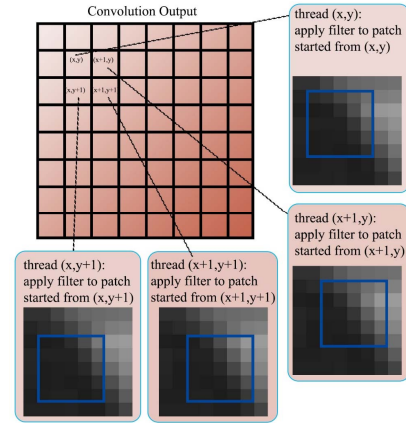 Convolution Output
(x,y)
(x+1,y)
(x,y+1)
(x+1,y+1
thread (x,y):
apply filter to patch
started from (x,y)
thread (x+1,y):
apply filter to patch
started from (x+1,y)
thread (x,y+1):
apply filter to patch
started from (x,y+1)
thread (x+1,y+1):
apply filter to patch
started from (x+1,y+1)